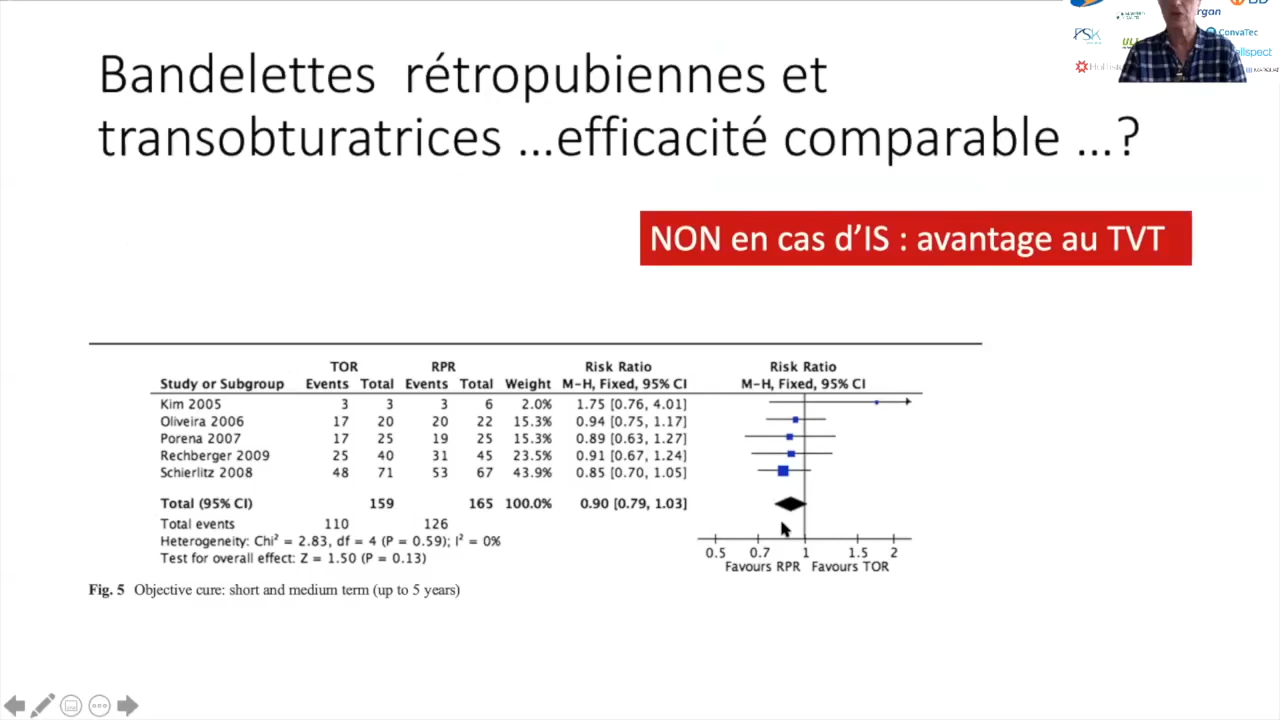 Bandelettes rétropubiennes et
transobturatrices ...efficacité comparable ...?
NON en cas d'IS : avantage au TVT
TOR RPR Risk Ratio Risk Ratio
Study or Subgroup Events Total Events Total Weight M-H, Fixed, 95% CI M-H, Fixed, 95% CI
Kim 2005 3 3 3 6 2.0% 1.75 [0.76, 4.01]
Oliveira 2006 17 20 20 22 15.3% 0.94 [0.75, 1.17]
Porena 2007 17 25 19 25 15.3% 0.89 [0.63, 1.27]
Rechberger 2009 25 40 31 45 23.5% 0.91 [0.67, 1.24]
Schierlitz 2008 48 71 53 67 43.9% 0.85 [0.70, 1.05]
Total (95% CI) 159 165 100.0% 0.90 [0.79, 1.03]
Total events 110 126
Heterogeneity: Chi² = 2.83, df = 4 (P = 0.59); I² = 0%
Test for overall effect: Z = 1.50 (P = 0.13)
0.5 0.7 1 1.5 2
Favours RPR Favours TOR
Fig. 5 Objective cure: short and medium term (up to 5 years)
ConvaTec